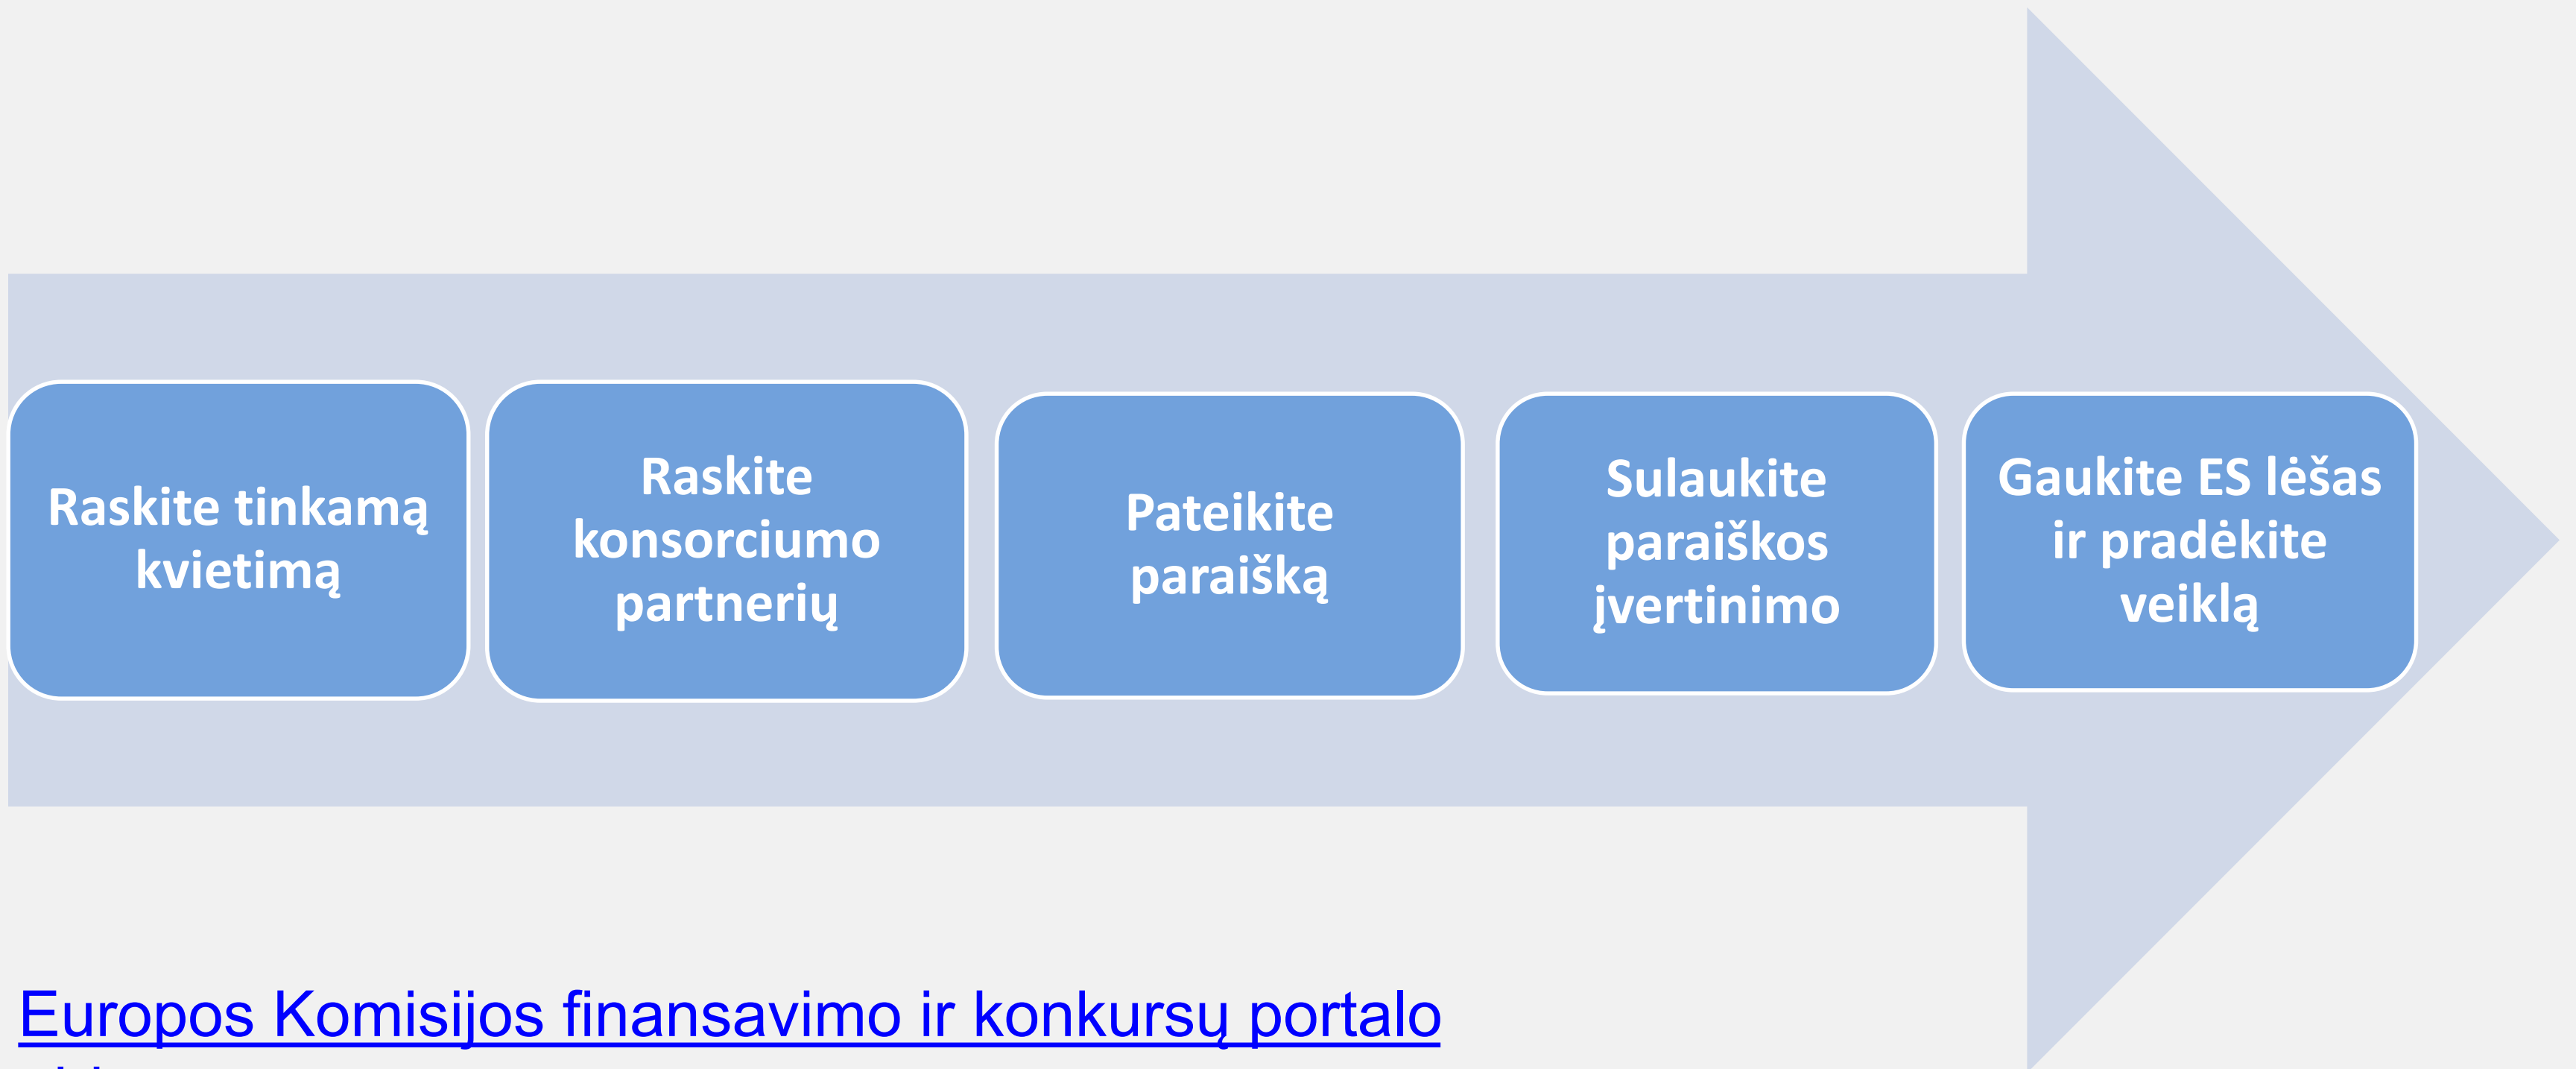 Raskite tinkamą
kvietimą
Raskite
konsorciumo
partnerių
Pateikite
paraišką
Sulaukite
paraiškos
įvertinimo
Gaukite ES lėšas
ir pradėkite
veiklą
Europos Komisijos finansavimo ir konkursų portalo